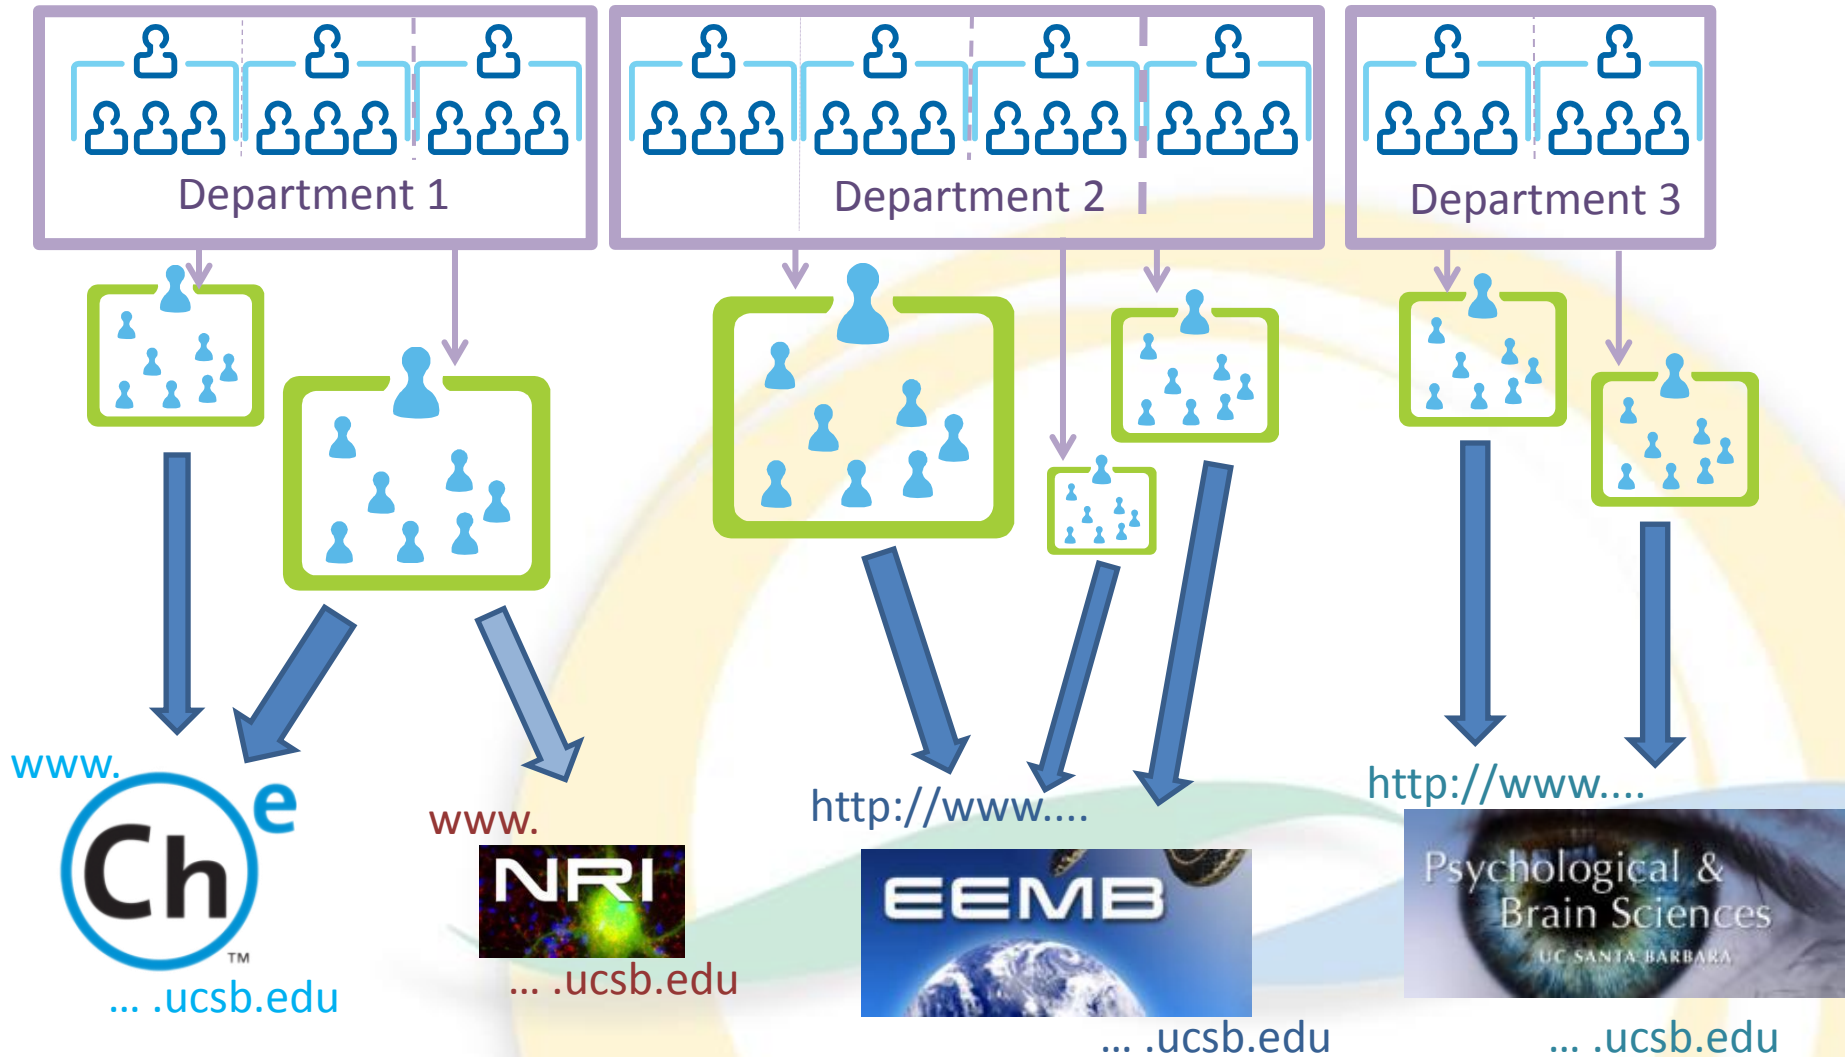 Department 1
Department 2
Department 3
www.
Ch e
TM
... .ucsb.edu
www.
NRI
... .ucsb.edu
http://www....
EEMB
... .ucsb.edu
http://www....
Psychological &
Brain Sciences
UC SANTA BARBARA
... .ucsb.edu